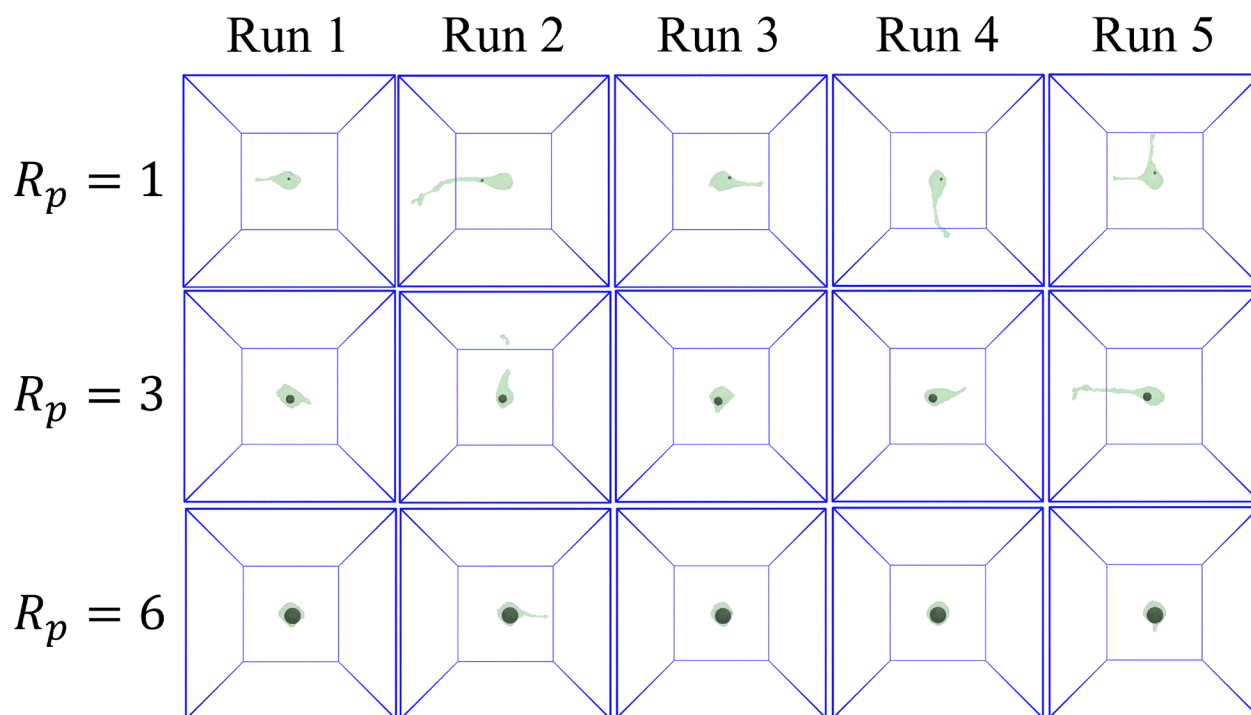 Run 1 Run 2 Run 3 Run 4 Run 5
R_p = 1
R_p = 3
R_p = 6